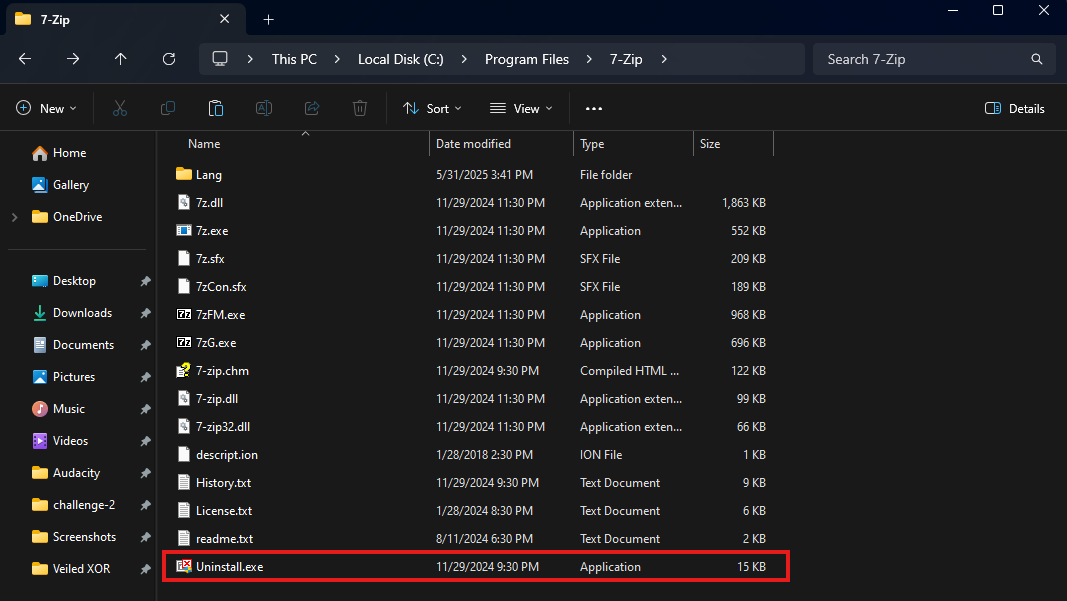 7-Zip
This PC > Local Disk (C:) > Program Files > 7-Zip >
Search 7-Zip
New
Sort
View
Details
Home
Gallery
OneDrive
Desktop
Downloads
Documents
Pictures
Music
Videos
Audacity
challenge-2
Screenshots
Veiled XOR
Name Date modified Type Size
Lang 5/31/2025 3:41 PM File folder
7z.dll 11/29/2024 11:30 PM Application exten... 1,863 KB
7z.exe 11/29/2024 11:30 PM Application 552 KB
7z.sfx 11/29/2024 11:30 PM SFX File 209 KB
7zCon.sfx 11/29/2024 11:30 PM SFX File 189 KB
7zFM.exe 11/29/2024 11:30 PM Application 968 KB
7zG.exe 11/29/2024 11:30 PM Application 696 KB
7-zip.chm 11/29/2024 9:30 PM Compiled HTML ... 122 KB
7-zip.dll 11/29/2024 11:30 PM Application exten... 99 KB
7-zip32.dll 11/29/2024 11:30 PM Application exten... 66 KB
descript.ion 1/28/2018 2:30 PM ION File 1 KB
History.txt 11/29/2024 9:30 PM Text Document 9 KB
License.txt 1/28/2024 8:30 PM Text Document 6 KB
readme.txt 8/11/2024 6:30 PM Text Document 2 KB
Uninstall.exe 11/29/2024 9:30 PM Application 15 KB